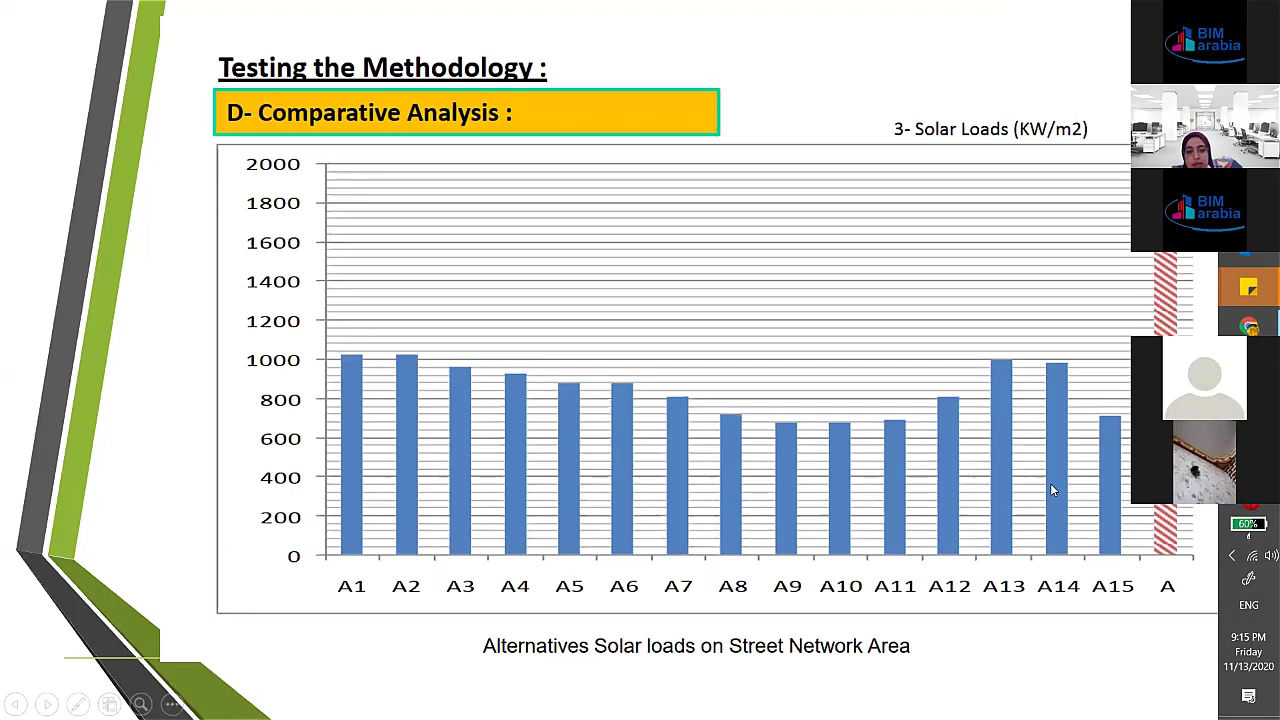 Testing the Methodology :
D- Comparative Analysis :
3- Solar Loads (KW/m2)
2000
1800
1600
1400
1200
1000
800
600
400
200
0
A1 A2 A3 A4 A5 A6 A7 A8 A9 A10 A11 A12 A13 A14 A15 A
Alternatives Solar loads on Street Network Area
BIM
arabia
BIM
arabia
60%
ENG
9:15 PM
Friday
11/13/2020